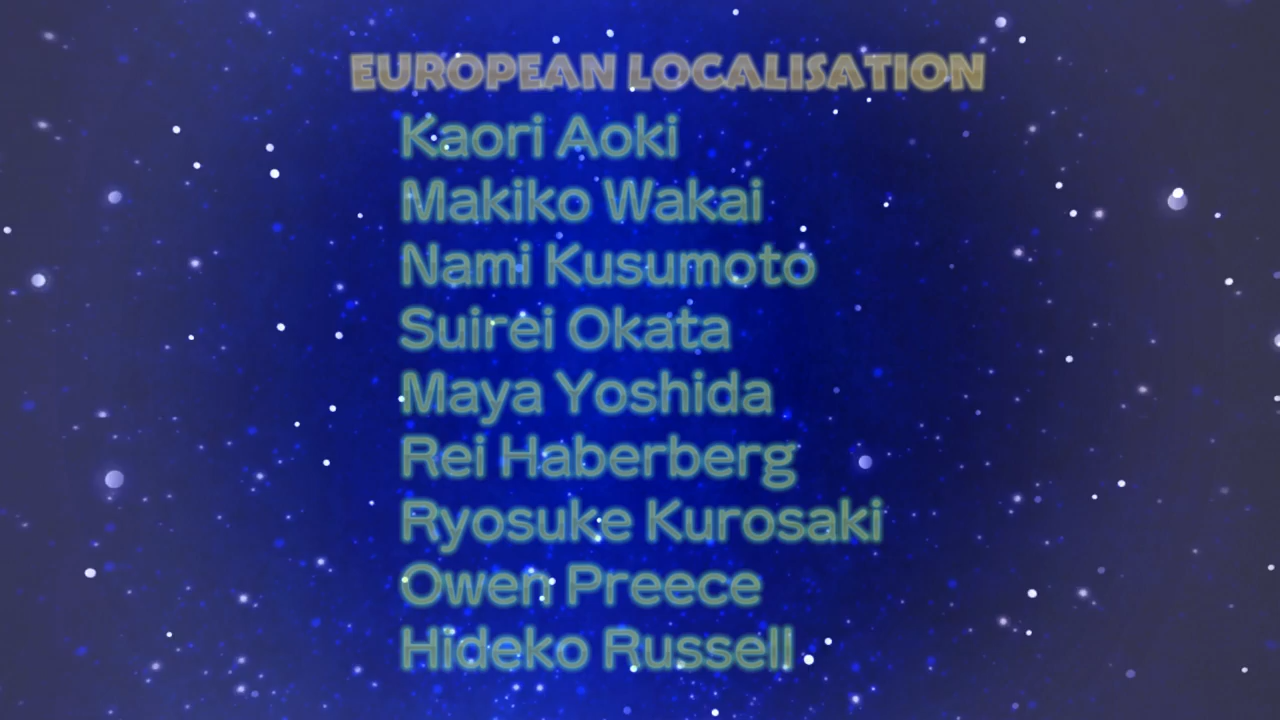 EUROPEAN LOCALISATION
Kaori Aoki
Makiko Wakai
Nami Kusumoto
Suirei Okata
Maya Yoshida
Rei Haberberg
Ryosuke Kurosaki
Owen Preece
Hideko Russell